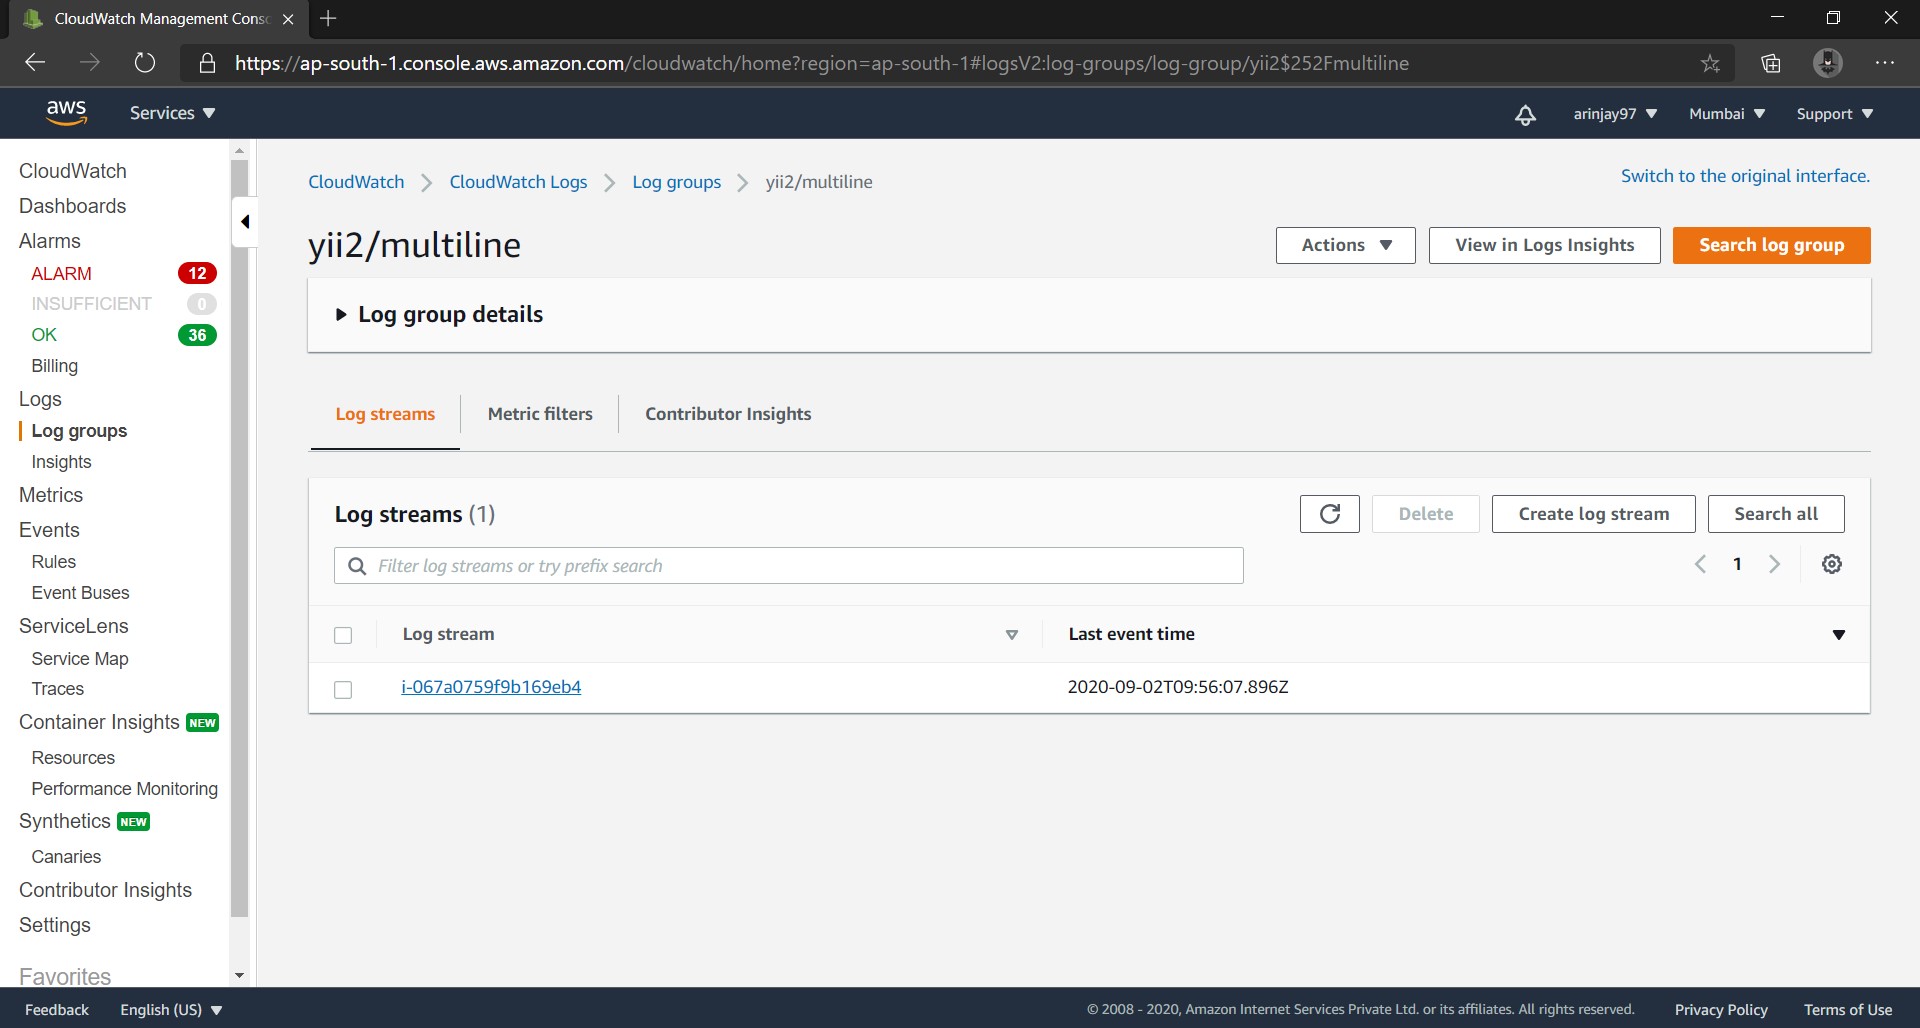 CloudWatch Management Consc
https://ap-south-1.console.aws.amazon.com/cloudwatch/home?region=ap-south-1#logsV2:log-groups/log-group/yii2$252Fmultiline
aws Services arinjay97 Mumbai Support
CloudWatch
Dashboards
Alarms
ALARM 12
INSUFFICIENT 0
OK 36
Billing
Logs
Log groups
Insights
Metrics
Events
Rules
Event Buses
ServiceLens
Service Map
Traces
Container Insights NEW
Resources
Performance Monitoring
Synthetics NEW
Canaries
Contributor Insights
Settings
Favorites
CloudWatch CloudWatch Logs Log groups yii2/multiline
Switch to the original interface.
yii2/multiline
Actions View in Logs Insights Search log group
Log group details
Log streams Metric filters Contributor Insights
Log streams (1)
Delete Create log stream Search all
Filter log streams or try prefix search
1
Log stream Last event time
i-067a0759f9b169eb4 2020-09-02T09:56:07.896Z
Feedback English (US) © 2008 - 2020, Amazon Internet Services Private Ltd. or its affiliates. All rights reserved. Privacy Policy Terms of Use